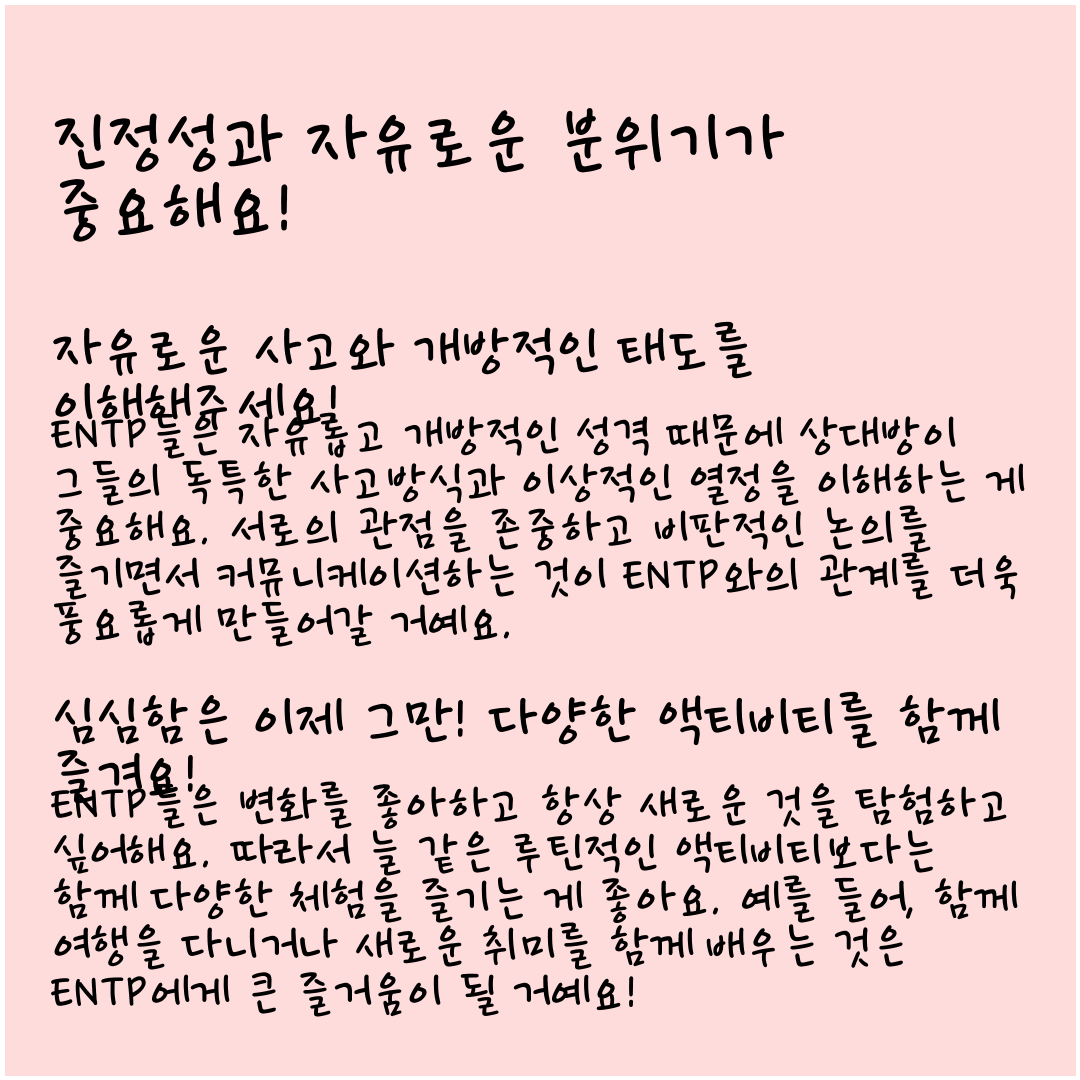 진정성과 자유로운 분위기가
중요해요!
자유로운 사고와 개방적인 태도를
이해해주세요!
ENTP들은 자유롭고 개방적인 성격 때문에 상대방이
그들의 독특한 사고방식과 이상적인 열정을 이해하는 게
중요해요. 서로의 관점을 존중하고 비판적인 논의를
즐기면서 커뮤니케이션하는 것이 ENTP와의 관계를 더욱
풍요롭게 만들어갈 거예요.
심심함은 이제 그만! 다양한 액티비티를 함께
즐겨요!
ENTP들은 변화를 좋아하고 항상 새로운 것을 탐험하고
싶어해요. 따라서 늘 같은 루틴적인 액티비티보다는
함께 다양한 체험을 즐기는 게 좋아요. 예를 들어, 함께
여행을 다니거나 새로운 취미를 함께 배우는 것은
ENTP에게 큰 즐거움이 될 거예요!